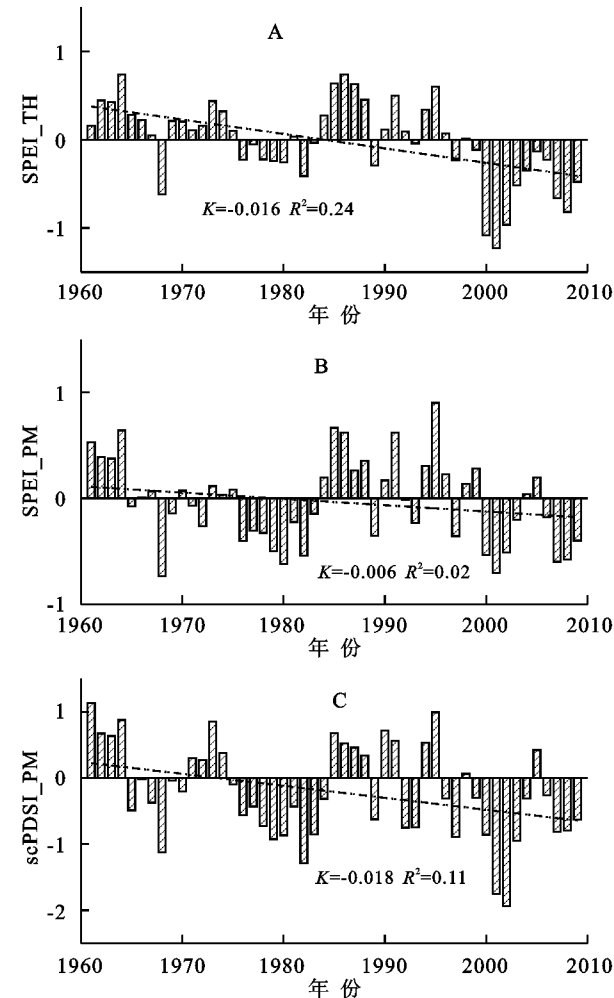 A
SPEI_TH
1
0
-1
K=-0.016 R²=0.24
1960 1970 1980 1990 2000 2010
年 份
B
SPEI_PM
1
0
-1
K=-0.006 R²=0.02
1960 1970 1980 1990 2000 2010
年 份
C
scPDSI_PM
1
0
-1
-2
K=-0.018 R²=0.11
1960 1970 1980 1990 2000 2010
年 份